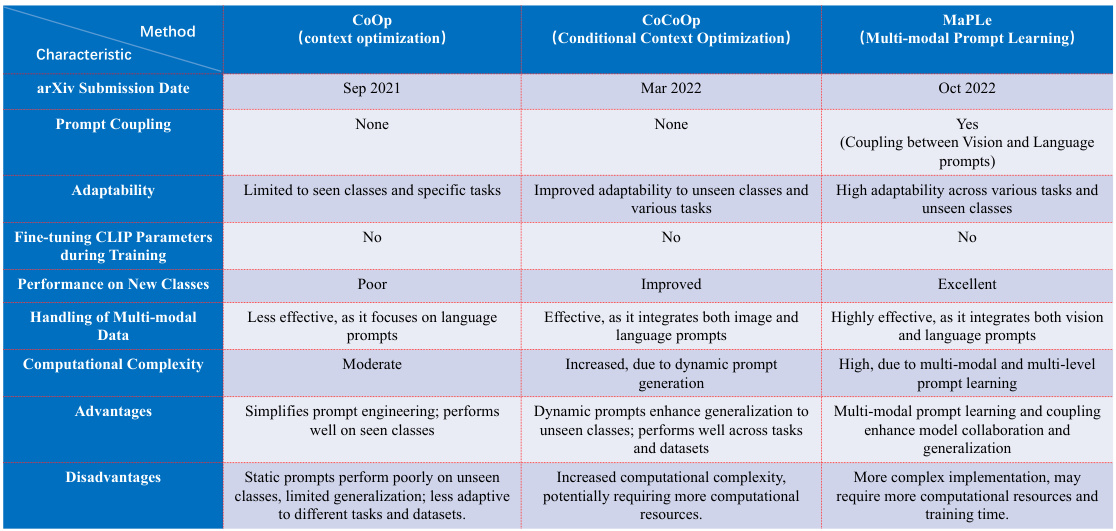 Method
Characteristic
CoOp
（context optimization）
CoCoOp
（Conditional Context Optimization）
MaPLe
（Multi-modal Prompt Learning）
arXiv Submission Date
Sep 2021
Mar 2022
Oct 2022
Prompt Coupling
None
None
Yes
(Coupling between Vision and Language
prompts)
Adaptability
Limited to seen classes and specific tasks
Improved adaptability to unseen classes and
various tasks
High adaptability across various tasks and
unseen classes
Fine-tuning CLIP Parameters
during Training
No
No
No
Performance on New Classes
Poor
Improved
Excellent
Handling of Multi-modal
Data
Less effective, as it focuses on language
prompts
Effective, as it integrates both image and
language prompts
Highly effective, as it integrates both vision
and language prompts
Computational Complexity
Moderate
Increased, due to dynamic prompt
generation
High, due to multi-modal and multi-level
prompt learning
Advantages
Simplifies prompt engineering; performs
well on seen classes
Dynamic prompts enhance generalization to
unseen classes; performs well across tasks
and datasets
Multi-modal prompt learning and coupling
enhance model collaboration and
generalization
Disadvantages
Static prompts perform poorly on unseen
classes, limited generalization; less adaptive
to different tasks and datasets.
Increased computational complexity,
potentially requiring more computational
resources.
More complex implementation, may
require more computational resources and
training time.